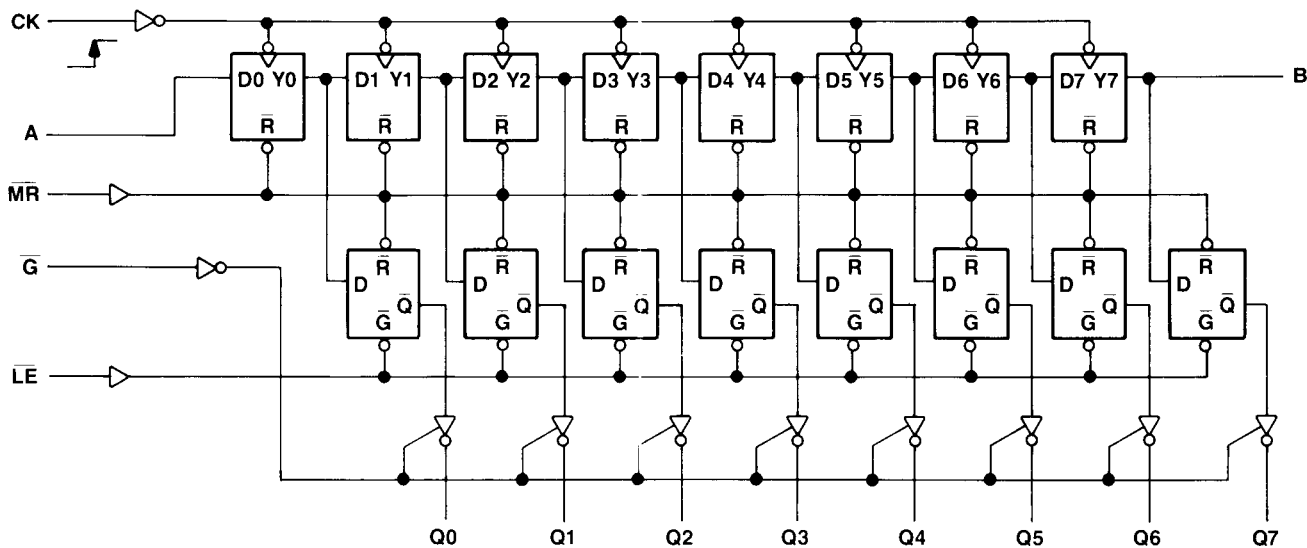 CK
D0 Y0 D1 Y1 D2 Y2 D3 Y3 D4 Y4 D5 Y5 D6 Y6 D7 Y7
B
A
R̅ R̅ R̅ R̅ R̅ R̅ R̅ R̅
M̅R̅
G̅
R̅ R̅ R̅ R̅ R̅ R̅ R̅ R̅
D D D D D D D D
Q̅ Q̅ Q̅ Q̅ Q̅ Q̅ Q̅ Q̅
G̅ G̅ G̅ G̅ G̅ G̅ G̅ G̅
L̅E̅
Q0 Q1 Q2 Q3 Q4 Q5 Q6 Q7